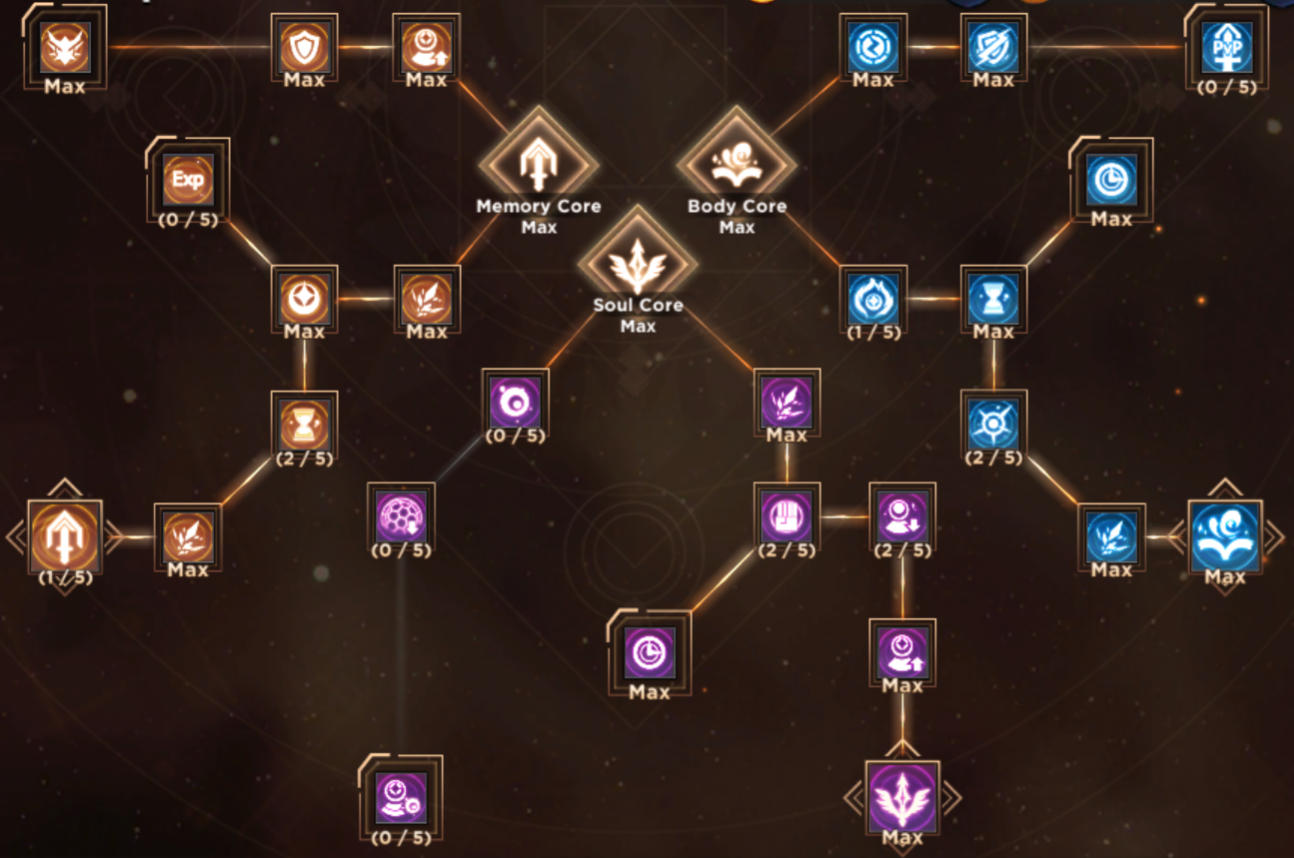 Max
Max
Max
Max
Max
PvP
(0 / 5)
Exp
(0 / 5)
Memory Core
Max
Body Core
Max
Max
Soul Core
Max
Max
Max
(1 / 5)
Max
(2 / 5)
(0 / 5)
Max
(2 / 5)
(1 / 5)
Max
(0 / 5)
(2 / 5)
(2 / 5)
Max
Max
Max
Max
(0 / 5)
Max